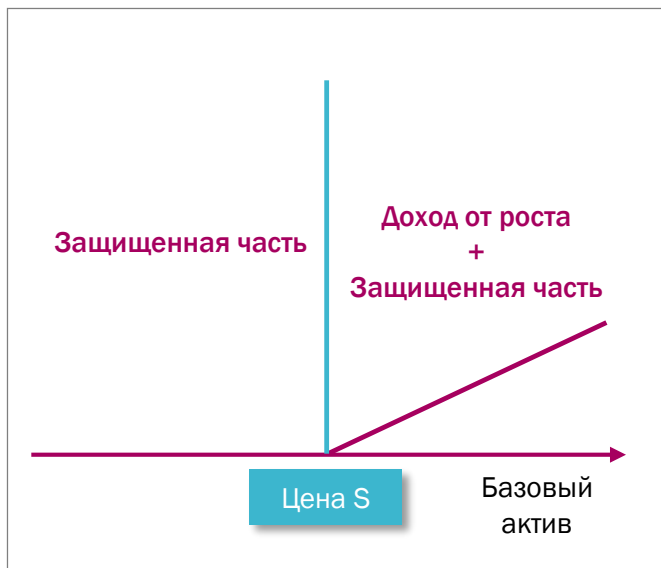 Защищенная часть
Доход от роста
+
Защищенная часть
Цена S
Базовый
актив